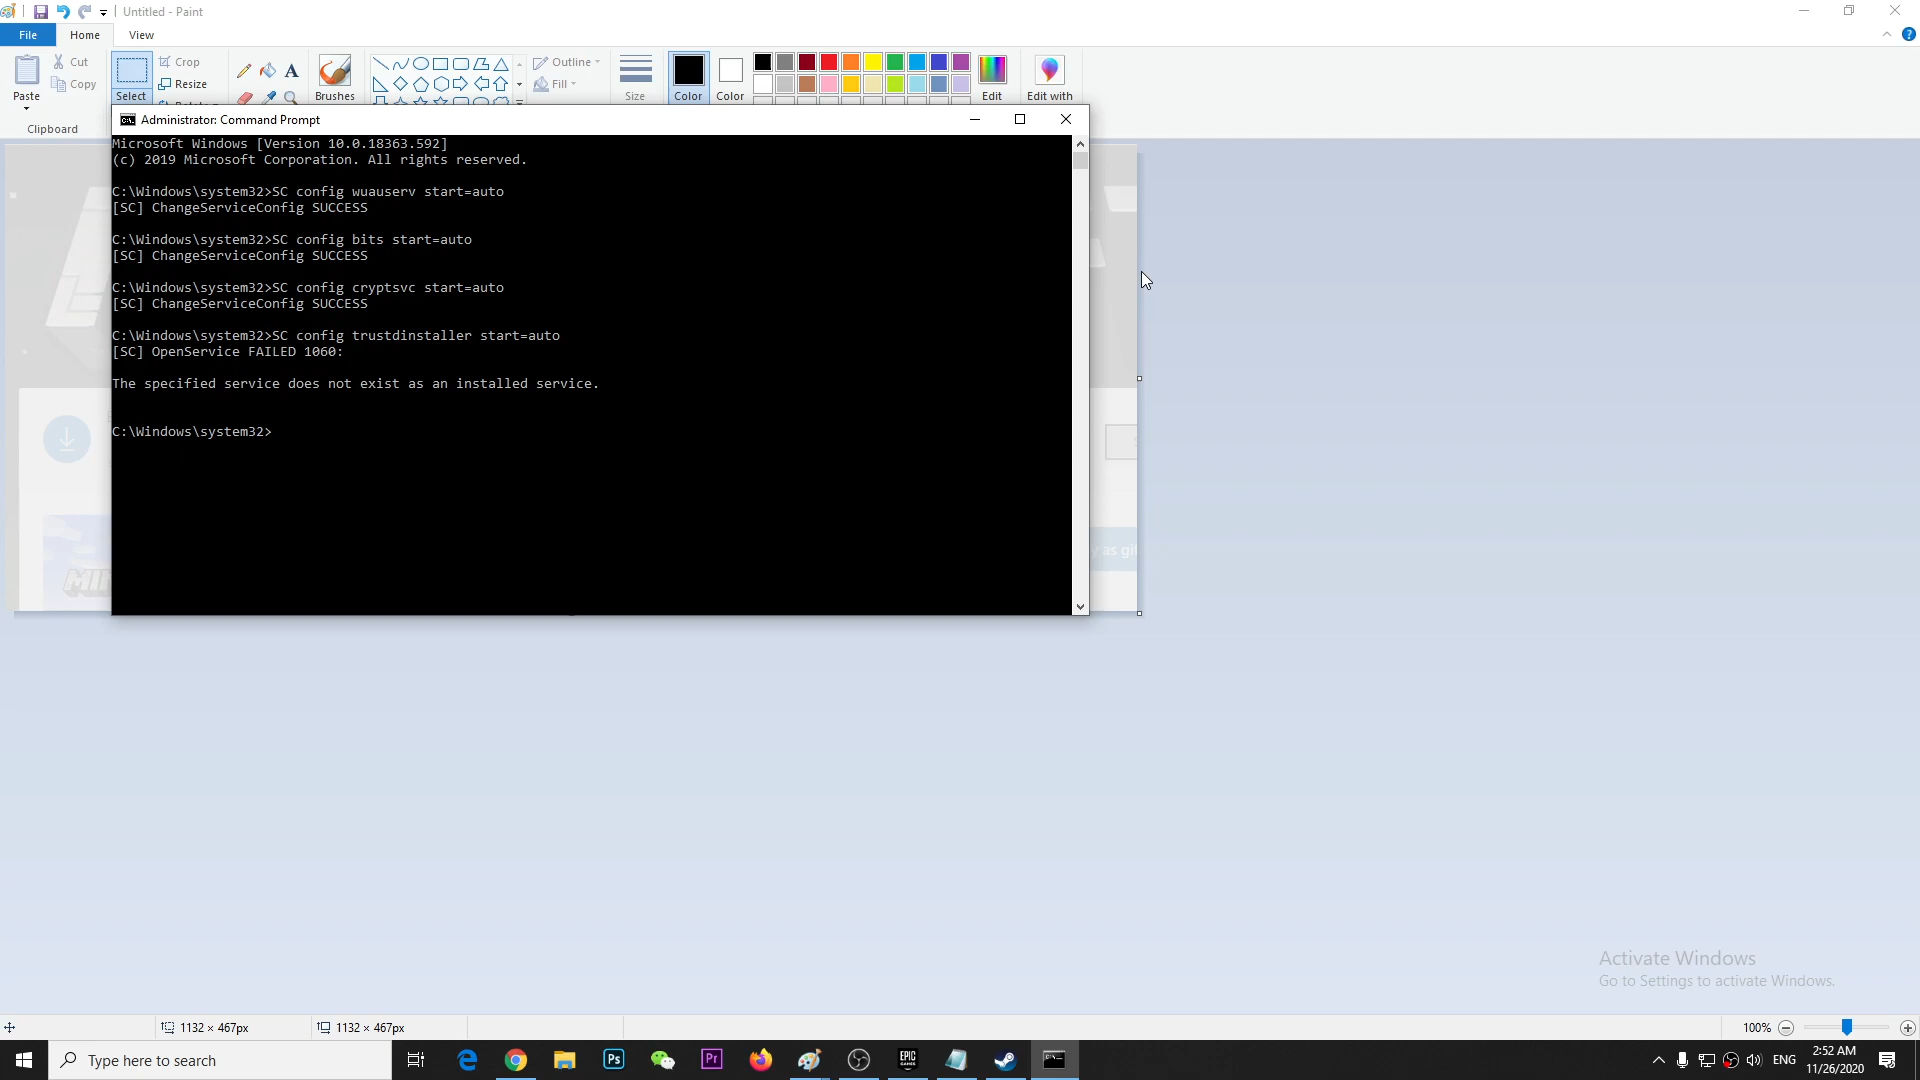 Untitled - Paint
File Home View
Paste
Cut
Copy
Clipboard
Select
Crop
Resize
Brushes
Outline
Fill
Size
Color
Color
Edit
Edit with
Administrator: Command Prompt
Microsoft Windows [Version 10.0.18363.592]
(c) 2019 Microsoft Corporation. All rights reserved.
C:\Windows\system32>SC config wuauserv start=auto
[SC] ChangeServiceConfig SUCCESS
C:\Windows\system32>SC config bits start=auto
[SC] ChangeServiceConfig SUCCESS
C:\Windows\system32>SC config cryptsvc start=auto
[SC] ChangeServiceConfig SUCCESS
C:\Windows\system32>SC config trustdinstaller start=auto
[SC] OpenService FAILED 1060:
The specified service does not exist as an installed service.
C:\Windows\system32>
Activate Windows
Go to Settings to activate Windows.
1132 × 467px
1132 × 467px
100%
Type here to search
Ps
Pr
EPIC
GAMES
ENG
2:52 AM
11/26/2020